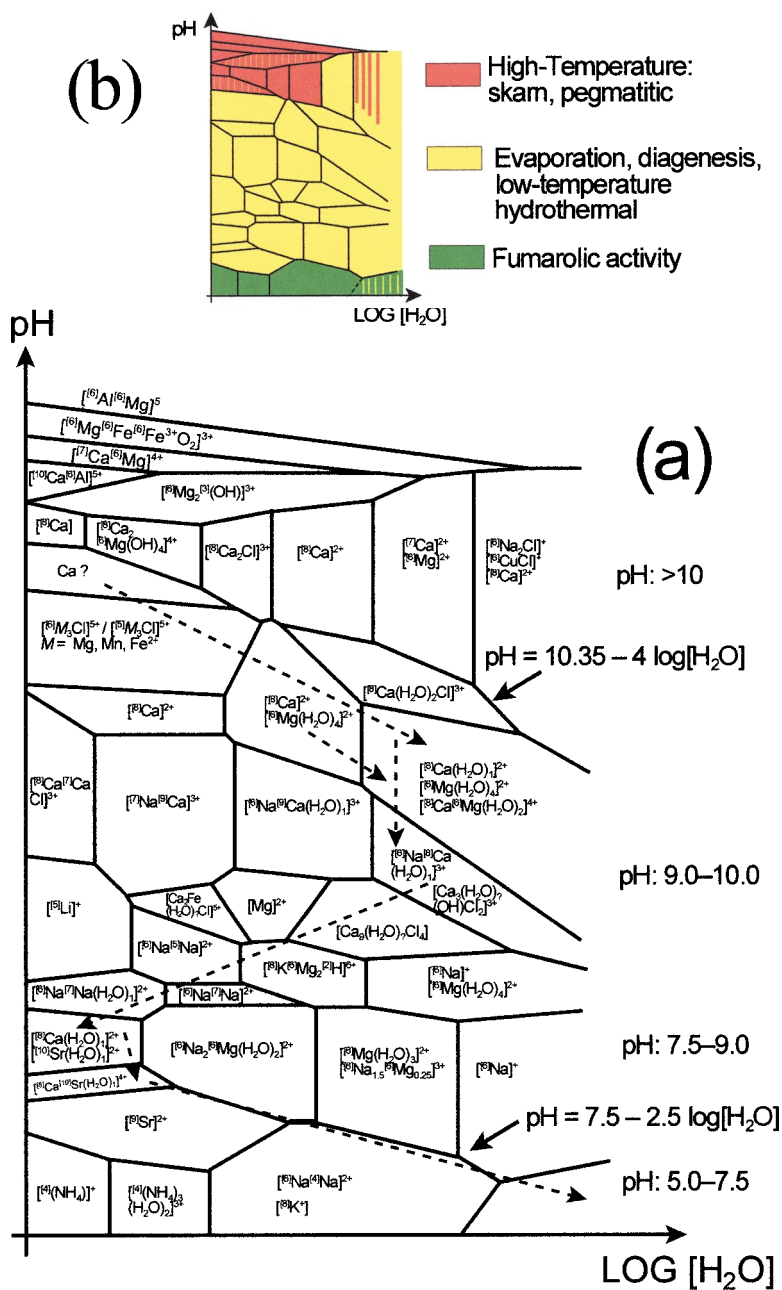 pH
(b)
High-Temperature:
skarn, pegmatitic
Evaporation, diagenesis,
low-temperature
hydrothermal
Fumarolic activity
LOG [H₂O]
pH
(a)
[⁽⁶⁾Al⁽⁶⁾Mg]⁵
[⁽⁶⁾Mg⁽⁶⁾Fe⁽⁶⁾Fe³⁺O₂]³⁺
[⁽⁷⁾Ca⁽⁶⁾Mg]⁴⁺
[⁽¹⁰⁾Ca⁽⁶⁾Al]⁵⁺
[⁽⁶⁾Mg₂⁽³⁾(OH)]³⁺
[⁽⁹⁾Ca]
[⁽⁸⁾Ca₂
⁽⁶⁾Mg(OH)₄]⁴⁺
[⁽⁸⁾Ca₂Cl]³⁺
[⁽⁸⁾Ca]²⁺
[⁽⁷⁾Ca]²⁺
[⁽⁶⁾Mg]²⁺
[⁽⁶⁾Na₂Cl]⁺
[⁽⁶⁾CuCl]⁺
[⁽⁸⁾Ca]²⁺
Ca ?
pH: >10
[⁽⁶⁾M₃Cl]⁵⁺ / [⁽⁵⁾M₃Cl]⁵⁺
M = Mg, Mn, Fe²⁺
pH = 10.35 – 4 log[H₂O]
[⁽⁸⁾Ca(H₂O)₂Cl]³⁺
[⁽⁸⁾Ca]²⁺
[⁽⁸⁾Ca]²⁺
[⁽⁶⁾Mg(H₂O)₄]²⁺
[⁽⁸⁾Ca(H₂O)₁]²⁺
[⁽⁶⁾Mg(H₂O)₄]²⁺
[⁽⁸⁾Ca⁽⁶⁾Mg(H₂O)₂]⁴⁺
[⁽⁸⁾Ca⁽⁷⁾Ca
Cl]³⁺
[⁽⁷⁾Na⁽⁹⁾Ca]³⁺
[⁽⁶⁾Na⁽⁹⁾Ca(H₂O)₁]³⁺
[⁽⁶⁾Na⁽⁸⁾Ca
(H₂O)₁]³⁺
pH: 9.0–10.0
[⁽⁵⁾Li]⁺
[Ca₂Fe
(H₂O)₇Cl]⁵⁺
[Mg]²⁺
[Ca₂(H₂O)₇
(OH)Cl₂]³⁺
[Ca₉(H₂O)₇Cl₄]
[⁽⁶⁾Na⁽⁵⁾Na]²⁺
[⁽⁸⁾K⁽⁶⁾Mg₂⁽²⁾H]⁶⁺
[⁽⁶⁾Na]⁺
[⁽⁶⁾Mg(H₂O)₄]²⁺
[⁽⁶⁾Na⁽⁷⁾Na(H₂O)₁]²⁺
[⁽⁶⁾Na⁽⁷⁾Na]²⁺
[⁽⁸⁾Ca(H₂O)₁]²⁺
[⁽¹⁰⁾Sr(H₂O)₁]²⁺
[⁽⁶⁾Na₂⁽⁶⁾Mg(H₂O)₂]²⁺
[⁽⁶⁾Mg(H₂O)₃]²⁺
[⁽⁶⁾Na₁.₅⁽⁶⁾Mg₀.₂₅]³⁺
[⁽⁶⁾Na]⁺
pH: 7.5–9.0
[⁽⁸⁾Ca⁽¹⁰⁾Sr(H₂O)₁]⁴⁺
[⁽⁹⁾Sr]²⁺
pH = 7.5 – 2.5 log[H₂O]
[⁽⁴⁾(NH₄)]⁺
[⁽⁴⁾(NH₄)₃
(H₂O)₂]³⁺
[⁽⁶⁾Na⁽⁴⁾Na]²⁺
[⁽⁸⁾K⁺]
pH: 5.0–7.5
LOG [H₂O]